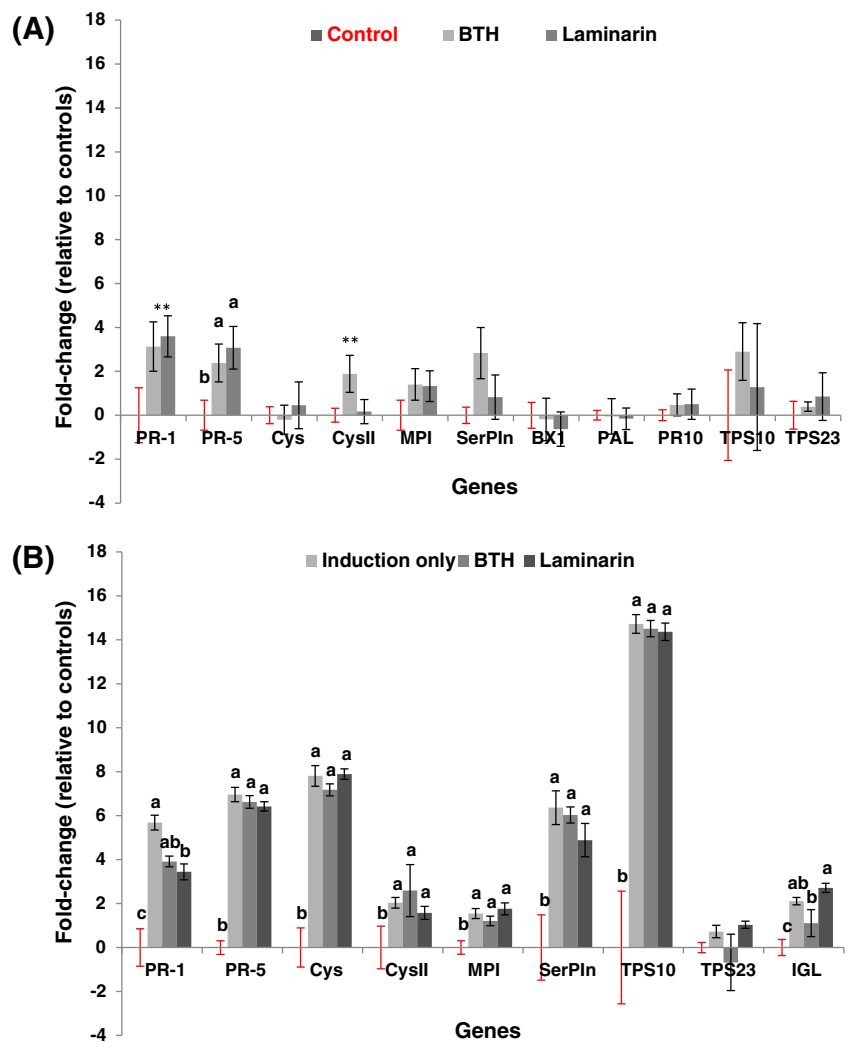 (A)
Control BTH Laminarin
Fold-change (relative to controls)
18
16
14
12
10
8
6
4
2
0
-2
-4
** a a b **
PR-1 PR-5 Cys CysII MPI SerPIn BX1 PAL PR10 TPS10 TPS23
Genes
(B)
Induction only BTH Laminarin
Fold-change (relative to controls)
18
16
14
12
10
8
6
4
2
0
-2
-4
c a ab b b a a a b a a a b a a a b a a a b a a a b a a a c ab b a
PR-1 PR-5 Cys CysII MPI SerPIn TPS10 TPS23 IGL
Genes